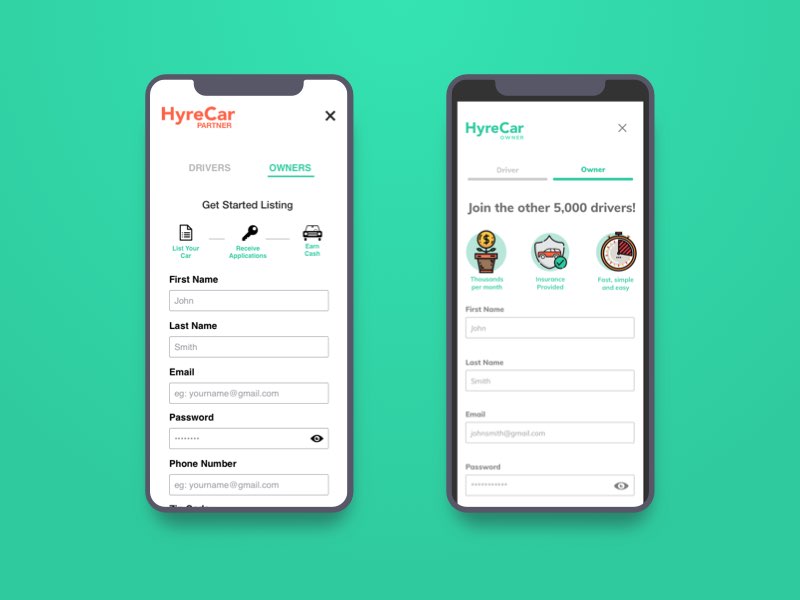 HyreCar
PARTNER
DRIVERS
OWNERS
Get Started Listing
List Your
Car
Receive
Applications
Earn
Cash
First Name
John
Last Name
Smith
Email
eg: yourname@gmail.com
Password
Phone Number
eg: yourname@gmail.com
HyreCar
OWNER
Driver
Owner
Join the other 5,000 drivers!
Thousands
per month
Insurance
Provided
Fast, simple
and easy
First Name
John
Last Name
Smith
Email
johnsmith@gmail.com
Password